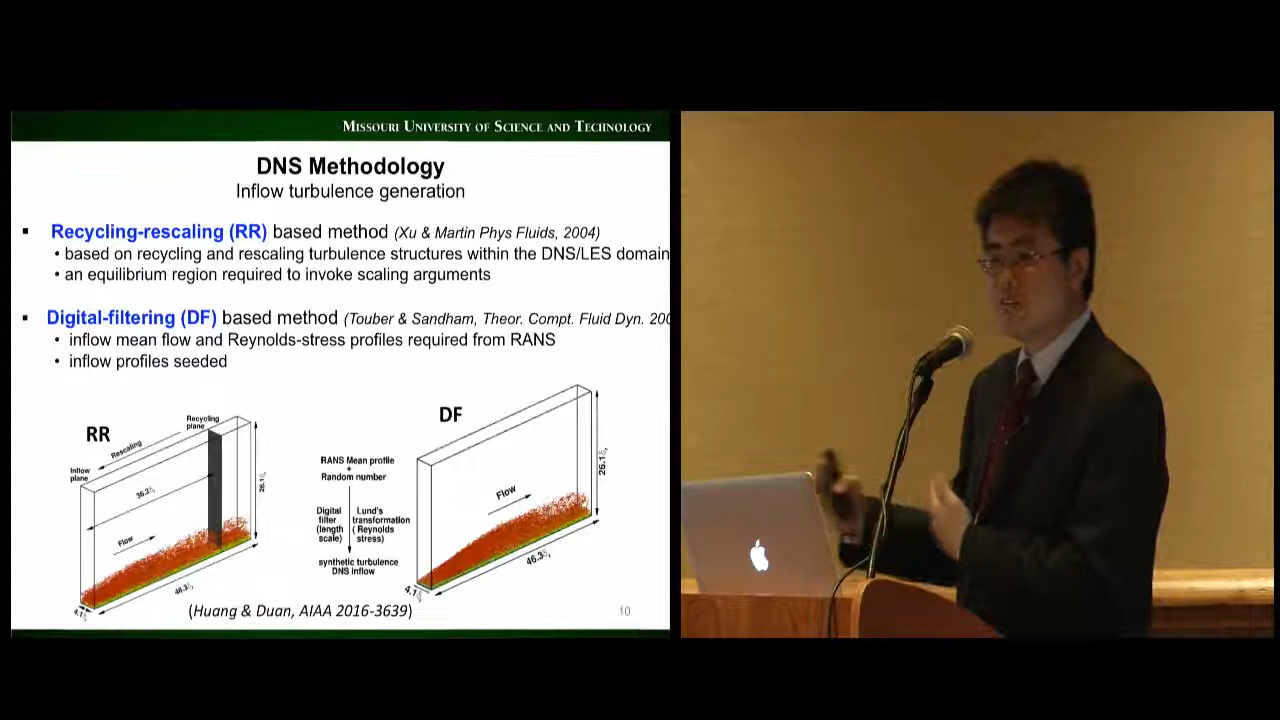 MISSOURI UNIVERSITY OF SCIENCE AND TECHNOLOGY
DNS Methodology
Inflow turbulence generation
▪ Recycling-rescaling (RR) based method (Xu & Martin Phys Fluids, 2004)
• based on recycling and rescaling turbulence structures within the DNS/LES domain
• an equilibrium region required to invoke scaling arguments
▪ Digital-filtering (DF) based method (Touber & Sandham, Theor. Compt. Fluid Dyn. 200
• inflow mean flow and Reynolds-stress profiles required from RANS
• inflow profiles seeded
RR
Recycling
plane
Rescaling
Inflow
plane
Flow
DF
RANS Mean profile
+
Random number
Digital
filter
(length
scale)
Lund's
transformation
( Reynolds
stress)
synthetic turbulence
DNS inflow
Flow
(Huang & Duan, AIAA 2016-3639)
10